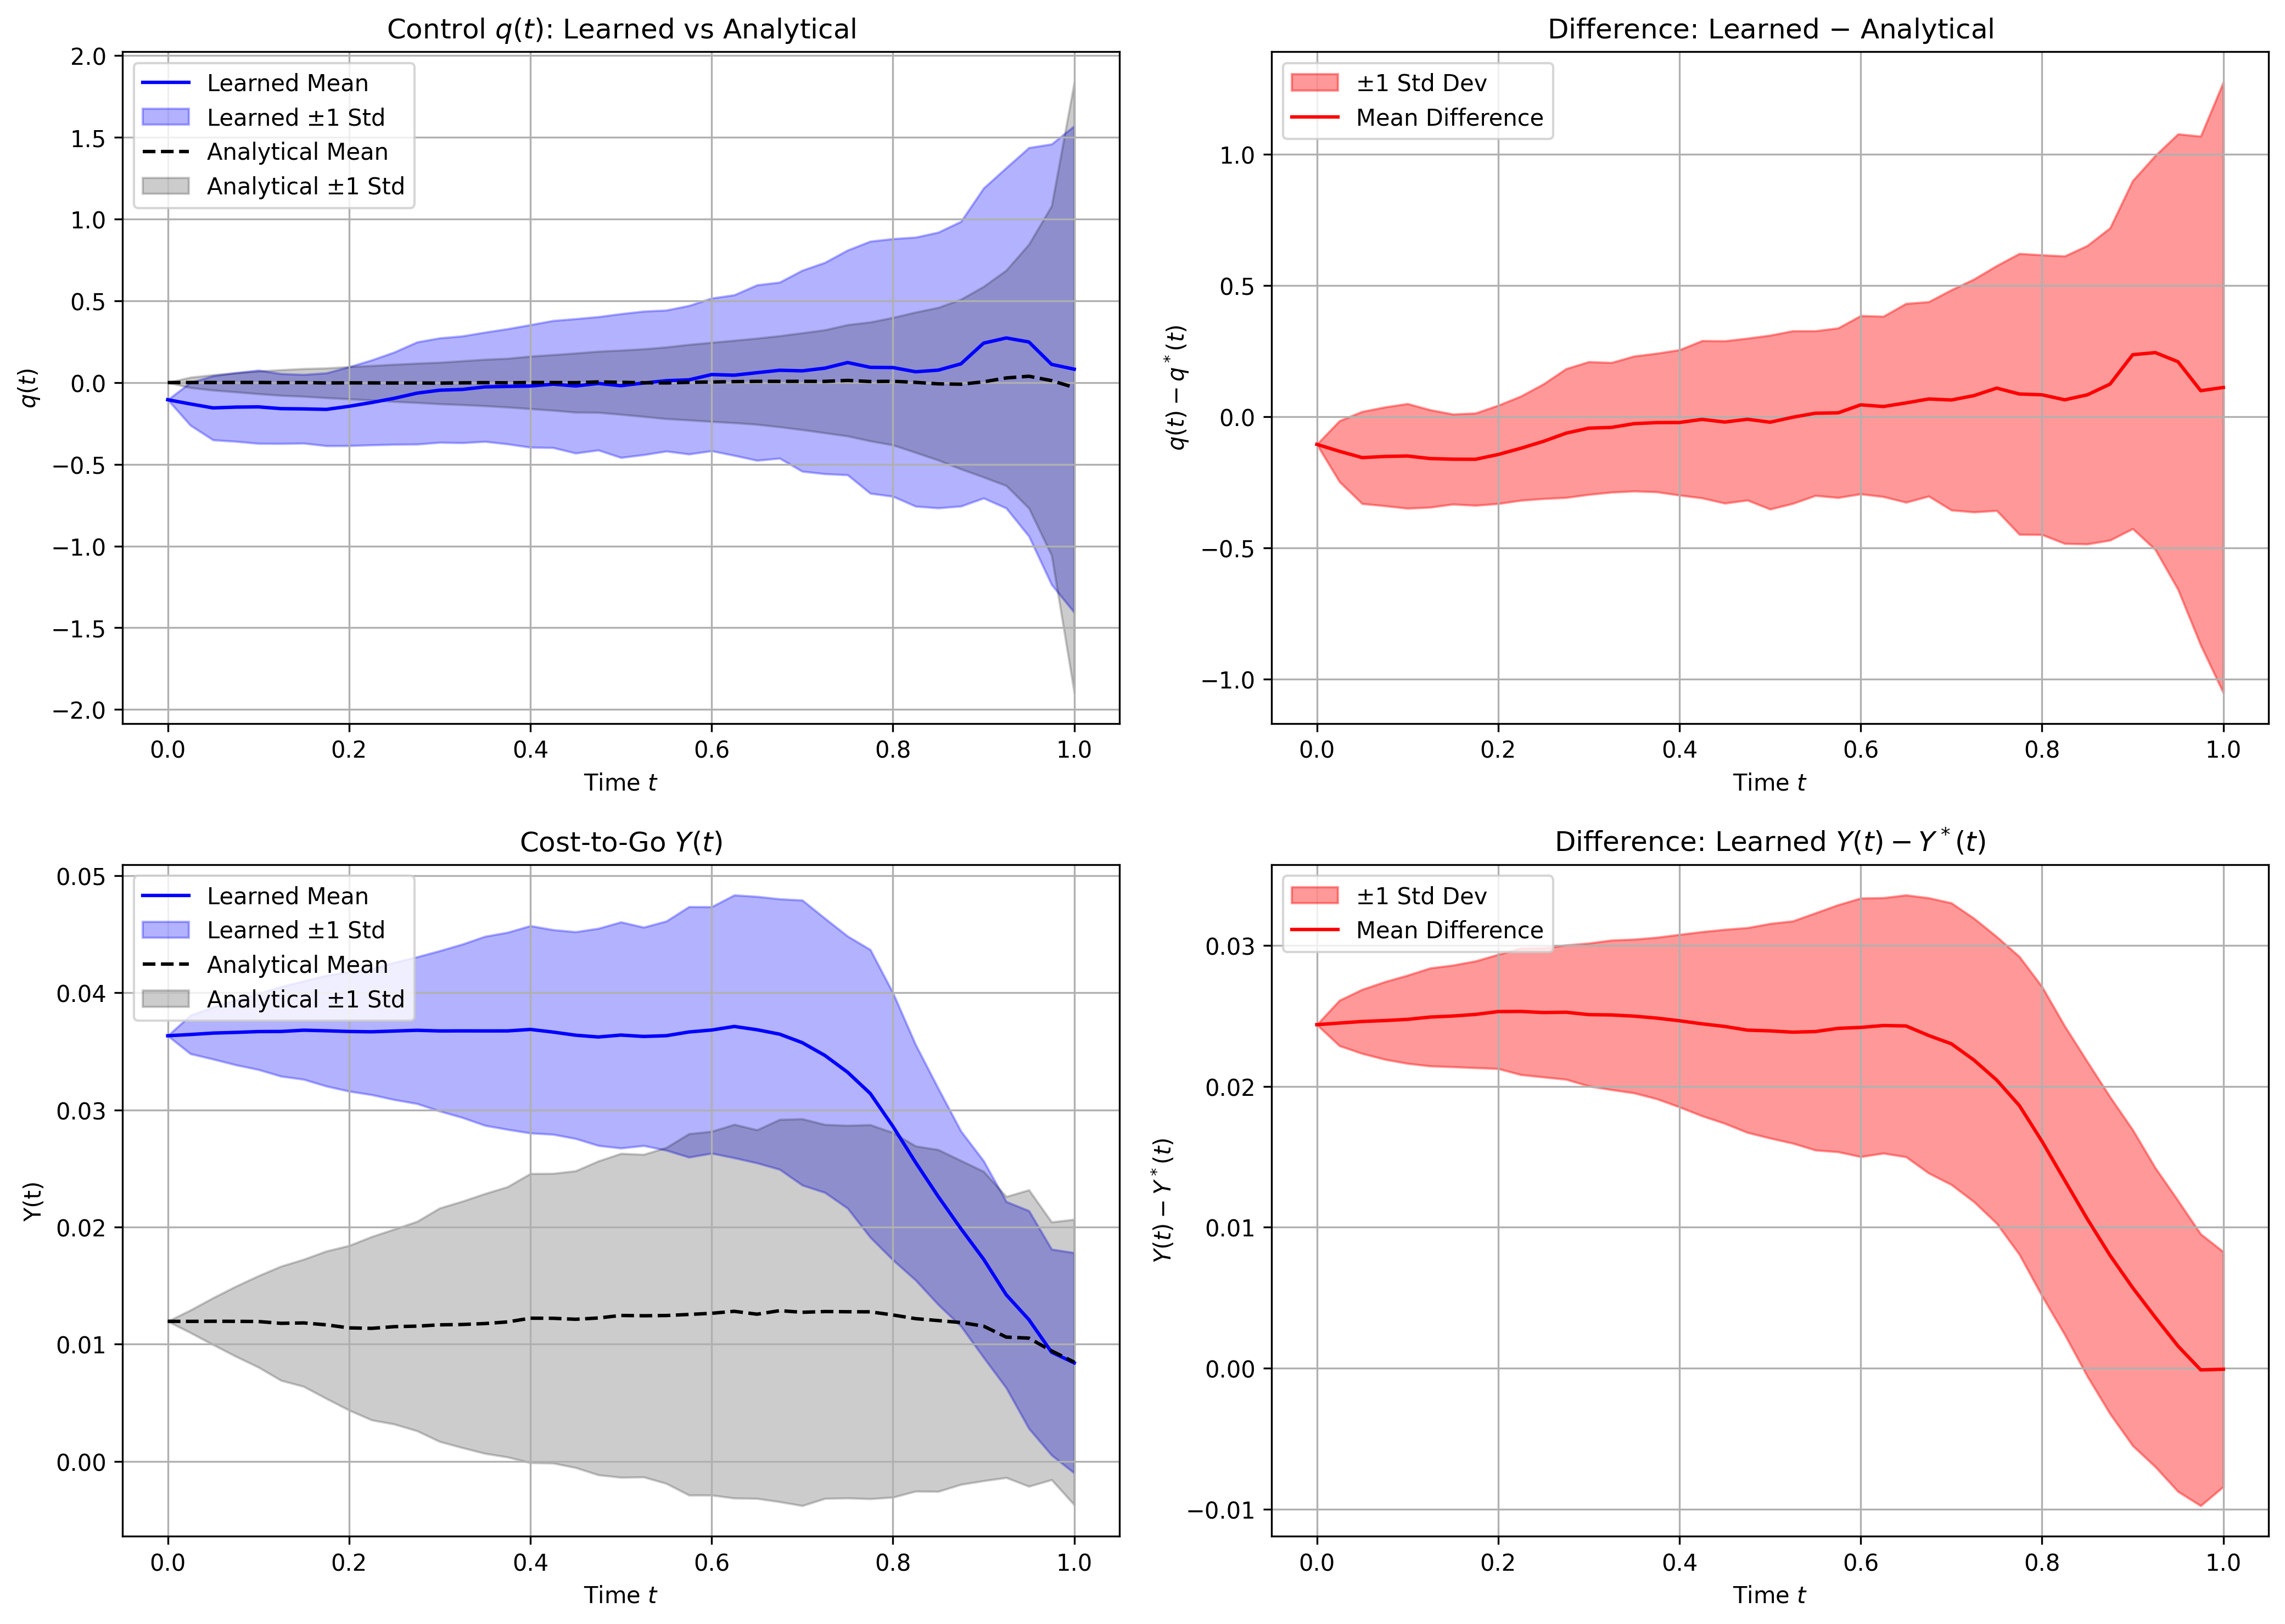 Control q(t): Learned vs Analytical
Learned Mean
Learned ±1 Std
Analytical Mean
Analytical ±1 Std
2.0
1.5
1.0
0.5
0.0
−0.5
−1.0
−1.5
−2.0
q(t)
0.0 0.2 0.4 0.6 0.8 1.0
Time t
Difference: Learned − Analytical
±1 Std Dev
Mean Difference
1.0
0.5
0.0
−0.5
−1.0
q(t) − q*(t)
0.0 0.2 0.4 0.6 0.8 1.0
Time t
Cost-to-Go Y(t)
Learned Mean
Learned ±1 Std
Analytical Mean
Analytical ±1 Std
0.05
0.04
0.03
0.02
0.01
0.00
Y(t)
0.0 0.2 0.4 0.6 0.8 1.0
Time t
Difference: Learned Y(t) − Y*(t)
±1 Std Dev
Mean Difference
0.03
0.02
0.01
0.00
−0.01
Y(t) − Y*(t)
0.0 0.2 0.4 0.6 0.8 1.0
Time t